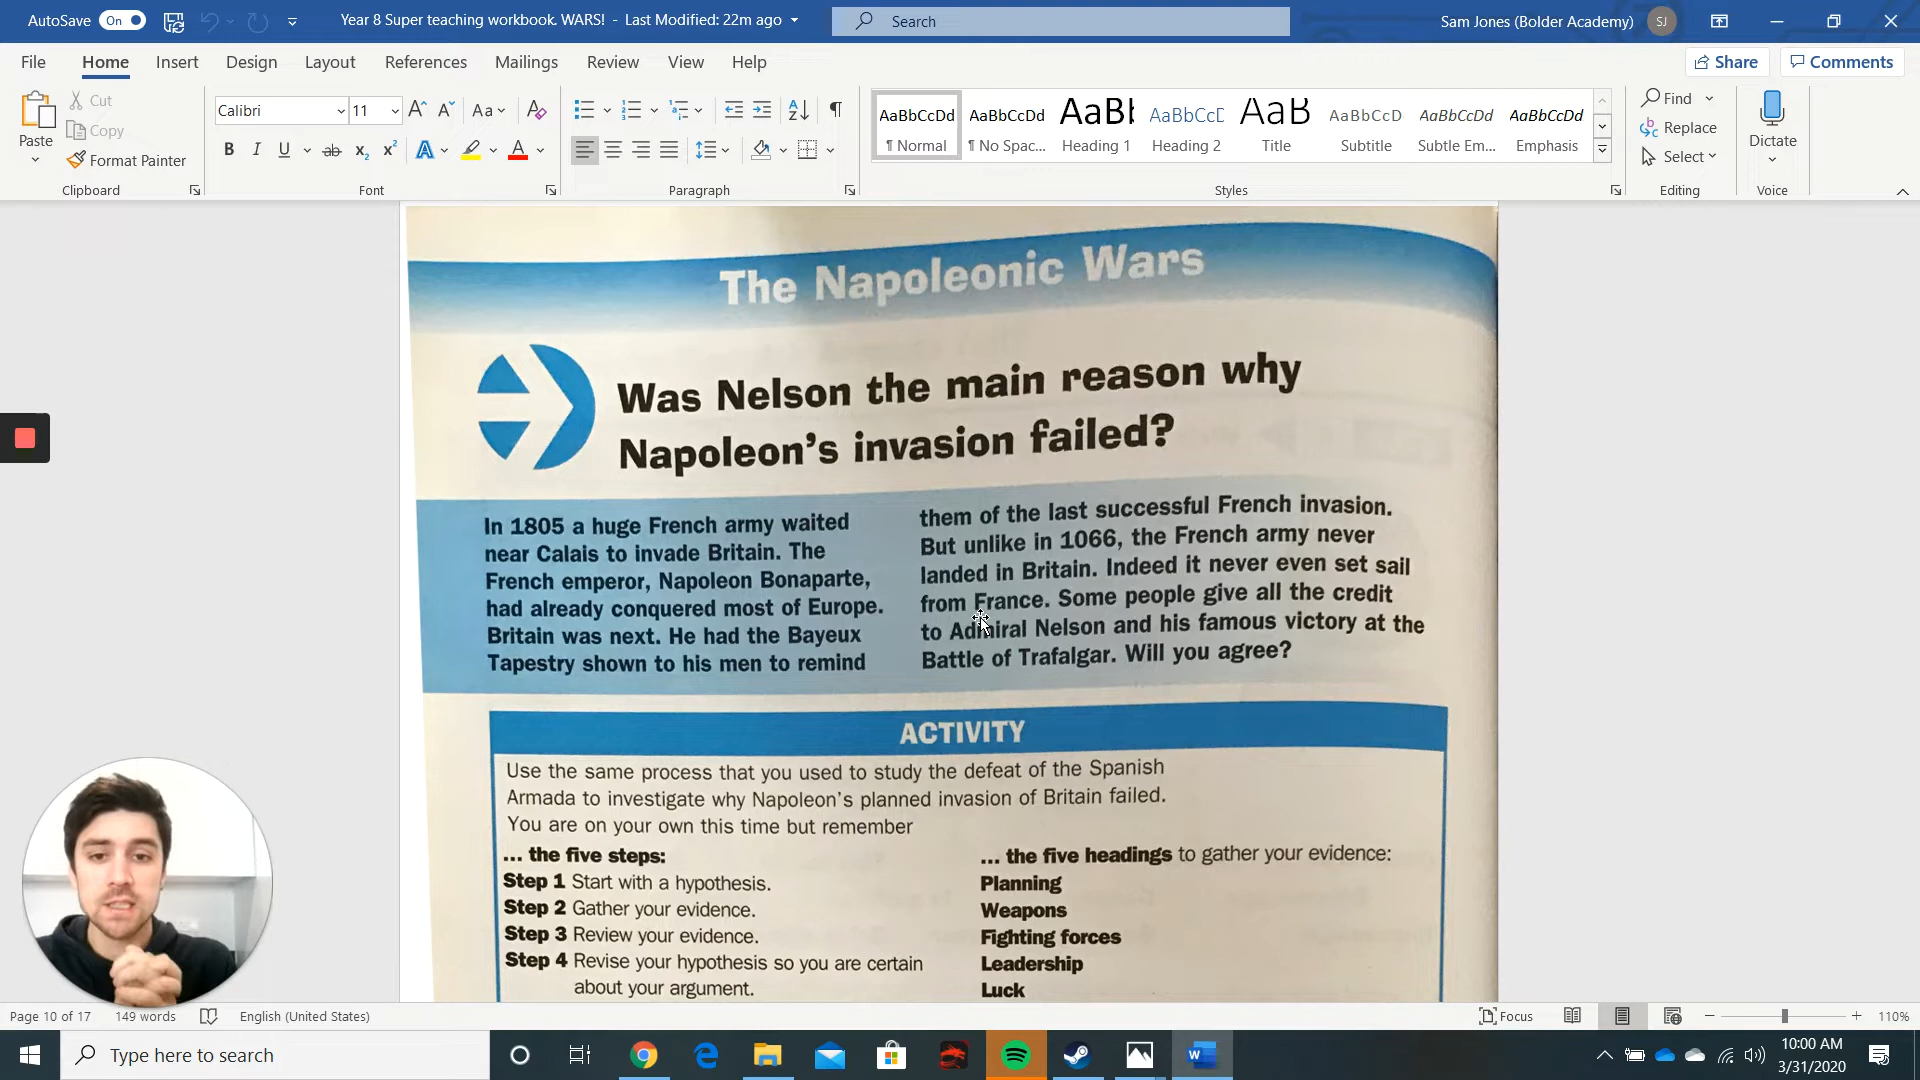 AutoSave On
Year 8 Super teaching workbook. WARS! - Last Modified: 22m ago
Search
Sam Jones (Bolder Academy) SJ
File Home Insert Design Layout References Mailings Review View Help
Share Comments
Paste
Cut
Copy
Format Painter
Clipboard
Calibri 11
Font
Paragraph
AaBbCcDd AaBbCcDd AaBb AaBbCcD AaB AaBbCcD AaBbCcDd AaBbCcDd
¶ Normal ¶ No Spac... Heading 1 Heading 2 Title Subtitle Subtle Em... Emphasis
Styles
Find
Replace
Select
Editing
Dictate
Voice
The Napoleonic Wars
Was Nelson the main reason why
Napoleon's invasion failed?
In 1805 a huge French army waited
near Calais to invade Britain. The
French emperor, Napoleon Bonaparte,
had already conquered most of Europe.
Britain was next. He had the Bayeux
Tapestry shown to his men to remind
them of the last successful French invasion.
But unlike in 1066, the French army never
landed in Britain. Indeed it never even set sail
from France. Some people give all the credit
to Admiral Nelson and his famous victory at the
Battle of Trafalgar. Will you agree?
ACTIVITY
Use the same process that you used to study the defeat of the Spanish
Armada to investigate why Napoleon's planned invasion of Britain failed.
You are on your own this time but remember
... the five steps:
Step 1 Start with a hypothesis.
Step 2 Gather your evidence.
Step 3 Review your evidence.
Step 4 Revise your hypothesis so you are certain
about your argument.
... the five headings to gather your evidence:
Planning
Weapons
Fighting forces
Leadership
Luck
Page 10 of 17 149 words English (United States) Focus 110%
Type here to search
10:00 AM
3/31/2020